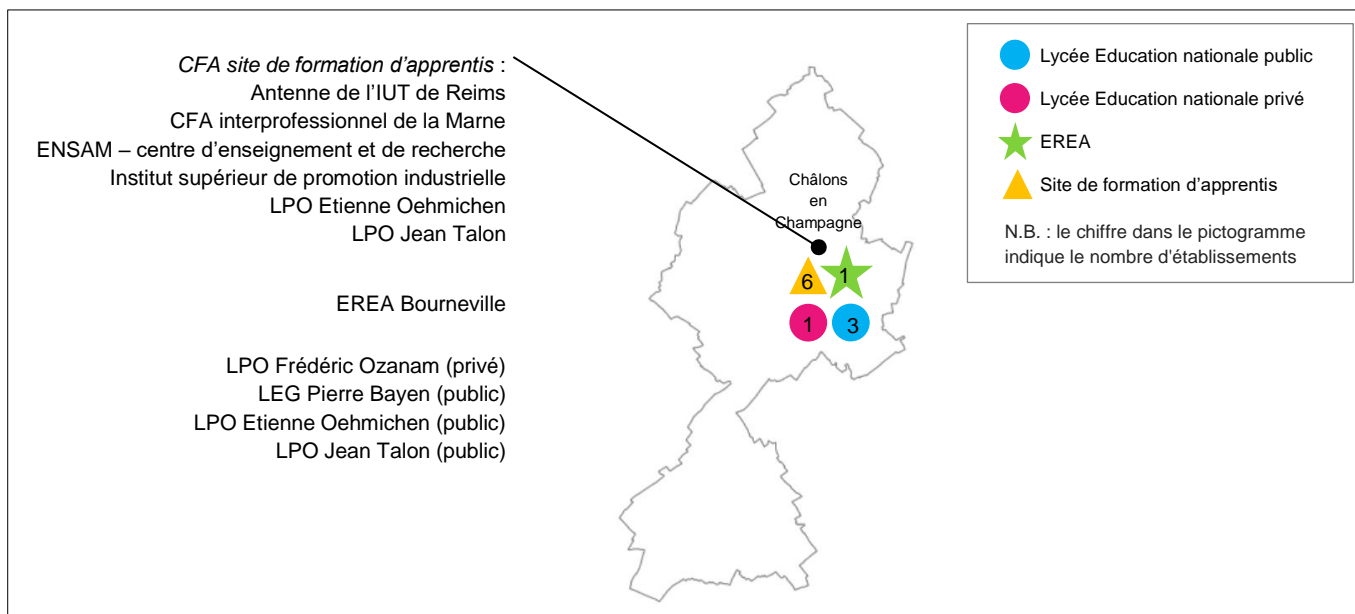 CFA site de formation d’apprentis :
Antenne de l’IUT de Reims
CFA interprofessionnel de la Marne
ENSAM – centre d’enseignement et de recherche
Institut supérieur de promotion industrielle
LPO Etienne Oehmichen
LPO Jean Talon
EREA Bourneville
LPO Frédéric Ozanam (privé)
LEG Pierre Bayen (public)
LPO Etienne Oehmichen (public)
LPO Jean Talon (public)
Châlons
en
Champagne
6
1
1
3
Lycée Education nationale public
Lycée Education nationale privé
EREA
Site de formation d’apprentis
N.B. : le chiffre dans le pictogramme
indique le nombre d'établissements